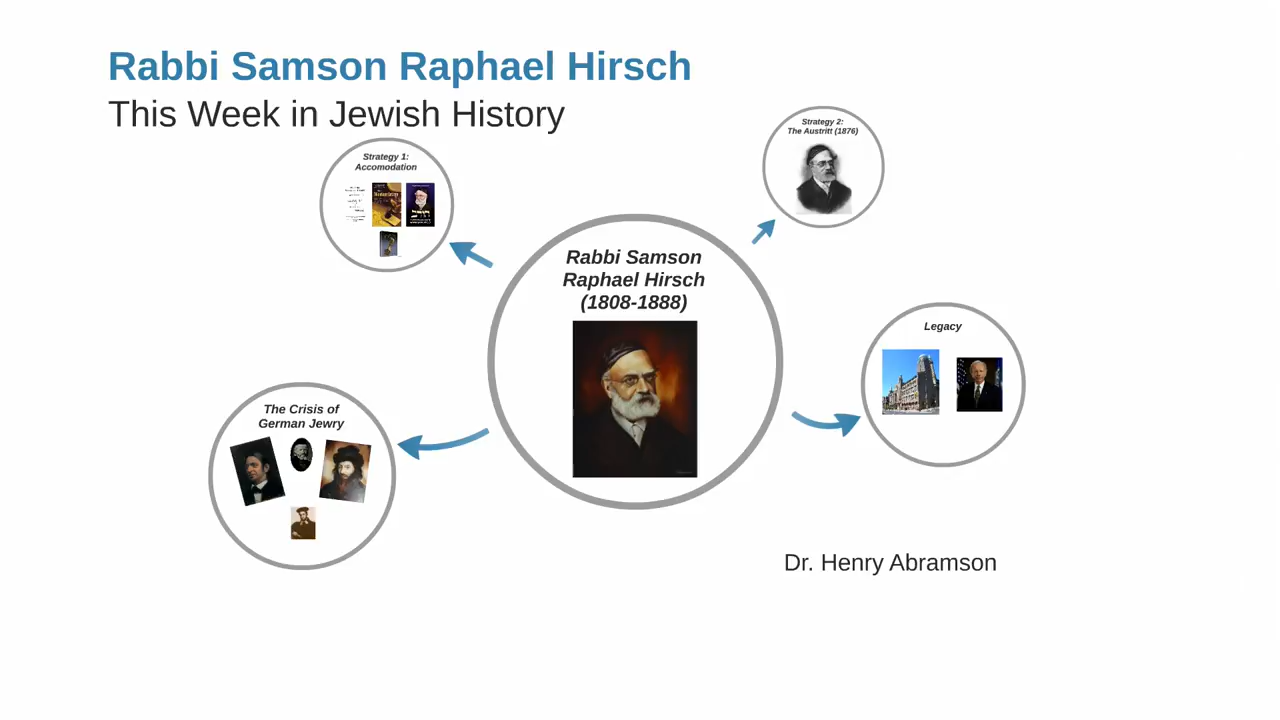 Rabbi Samson Raphael Hirsch
This Week in Jewish History
Strategy 1:
Accomodation
Strategy 2:
The Austritt (1876)
Rabbi Samson
Raphael Hirsch
(1808-1888)
Legacy
The Crisis of
German Jewry
Dr. Henry Abramson